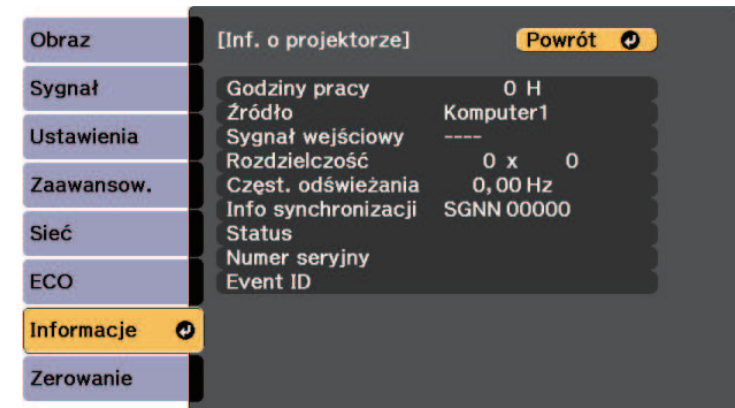 Obraz
Sygnał
Ustawienia
Zaawansow.
Sieć
ECO
Informacje
Zerowanie
[Inf. o projektorze] Powrót
Godziny pracy 0 H
Źródło Komputer1
Sygnał wejściowy ----
Rozdzielczość 0 x 0
Częst. odświeżania 0,00 Hz
Info synchronizacji SGNN 00000
Status
Numer seryjny
Event ID